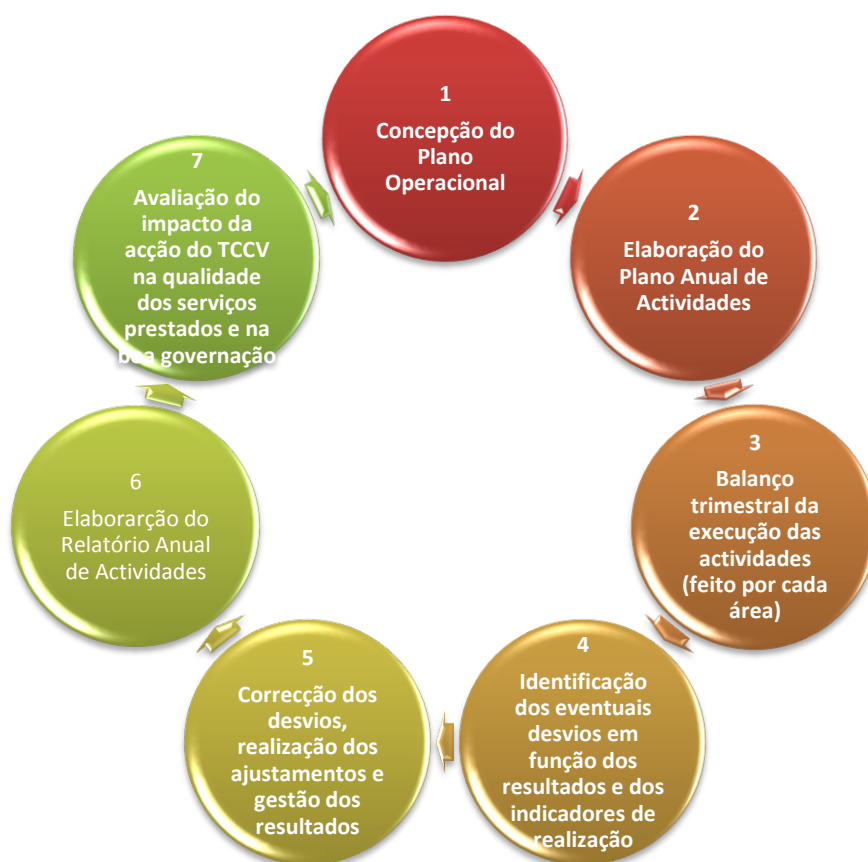 1
Concepção do
Plano
Operacional
2
Elaboração do
Plano Anual de
Actividades
3
Balanço
trimestral da
execução das
actividades
(feito por cada
área)
4
Identificação
dos eventuais
desvios em
função dos
resultados e dos
indicadores de
realização
5
Correcção dos
desvios,
realização dos
ajustamentos e
gestão dos
resultados
6
Elaborarção do
Relatório Anual
de Actividades
7
Avaliação do
impacto da
acção do TCCV
na qualidade
dos serviços
prestados e na
boa governação